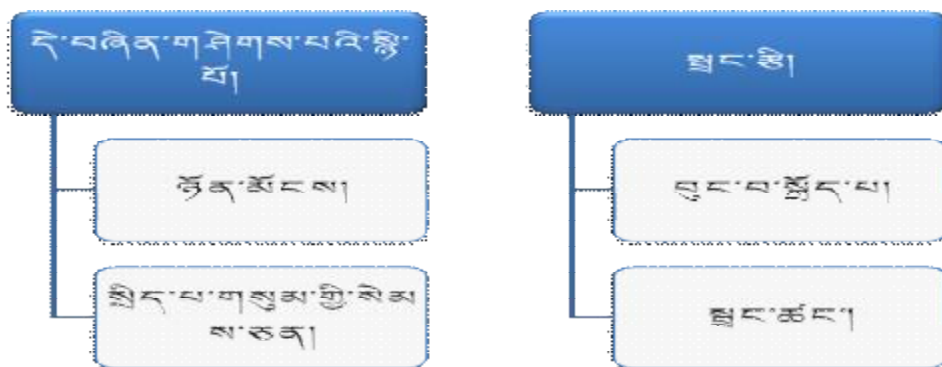 དེ་བཞིན་གཤེགས་པའི་སྙི་
པོ།
ཉོན་མོངས།
སྲིད་པ་གསུམ་གྱི་སེམ
ས་ཅན།
སྦྲང་རྩི།
བུང་བ་སྦྲོད་པ།
སྦྲང་ཚང་།